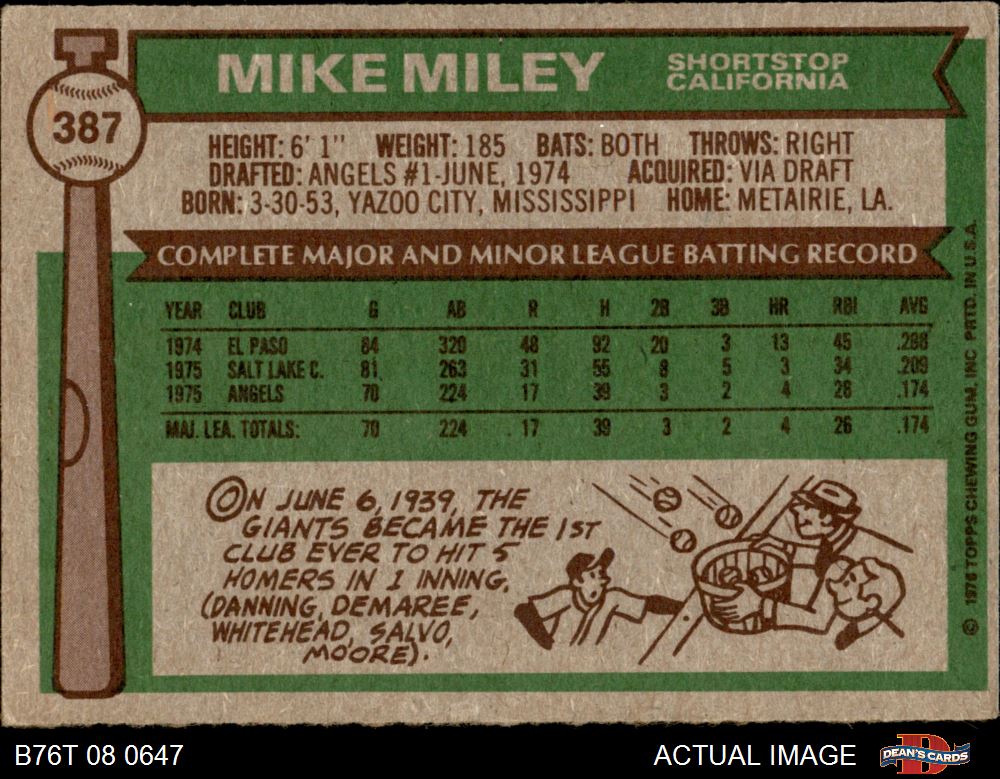 387
MIKE MILEY
SHORTSTOP
CALIFORNIA
HEIGHT: 6' 1" WEIGHT: 185 BATS: BOTH THROWS: RIGHT
DRAFTED: ANGELS #1-JUNE, 1974 ACQUIRED: VIA DRAFT
BORN: 3-30-53, YAZOO CITY, MISSISSIPPI HOME: METAIRIE, LA.
COMPLETE MAJOR AND MINOR LEAGUE BATTING RECORD
YEAR CLUB G AB R H 2B 3B HR RBI AVG
1974 EL PASO 84 320 48 92 20 3 13 45 .288
1975 SALT LAKE C. 81 263 31 55 8 5 3 34 .209
1975 ANGELS 70 224 17 39 3 2 4 26 .174
MAJ. LEA. TOTALS: 70 224 17 39 3 2 4 26 .174
ON JUNE 6, 1939, THE
GIANTS BECAME THE 1ST
CLUB EVER TO HIT 5
HOMERS IN 1 INNING.
(DANNING, DEMAREE,
WHITEHEAD, SALVO,
MOORE).
© 1976 TOPPS CHEWING GUM, INC PRTD. IN U.S.A.
B76T 08 0647
ACTUAL IMAGE
DEAN'S CARDS